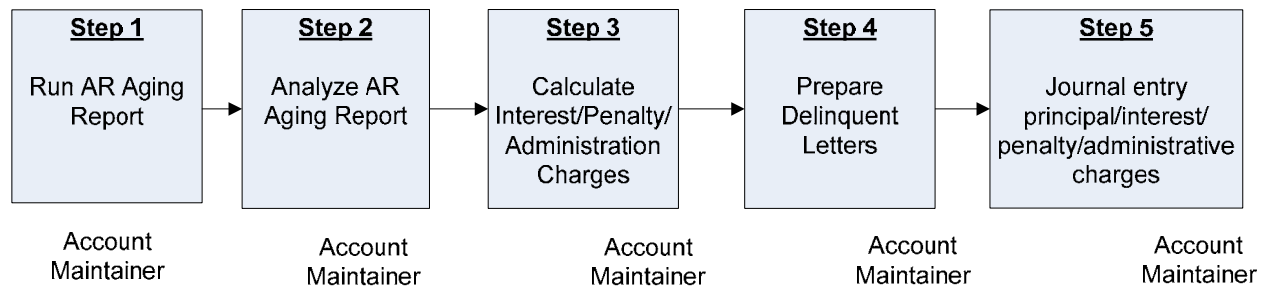 Step 1
Run AR Aging
Report
Step 2
Analyze AR
Aging Report
Step 3
Calculate
Interest/Penalty/
Administration
Charges
Step 4
Prepare
Delinquent
Letters
Step 5
Journal entry
principal/interest/
penalty/administrative
charges
Account
Maintainer
Account
Maintainer
Account
Maintainer
Account
Maintainer
Account
Maintainer